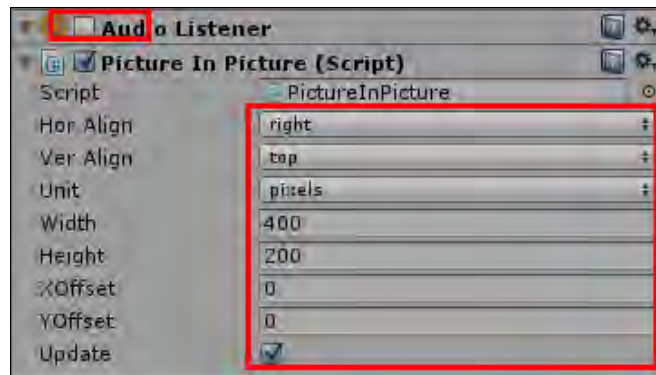 Audio Listener
Picture In Picture (Script)
Script PictureInPicture
Hor Align right
Ver Align top
Unit pixels
Width 400
Height 200
XOffset 0
YOffset 0
Update